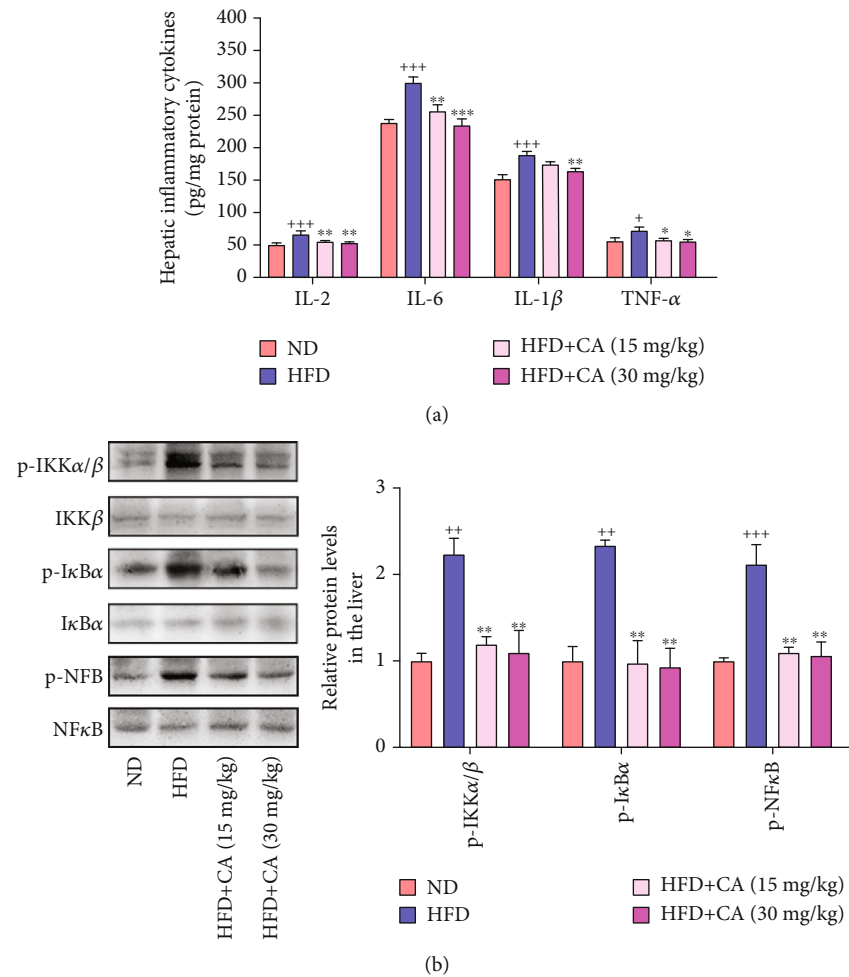 Hepatic inflammatory cytokines
(pg/mg protein)
400
350
300
250
200
150
100
50
0
+++
**
**
+++
**
***
+++
**
+
*
*
IL-2
IL-6
IL-1β
TNF-α
ND
HFD
HFD+CA (15 mg/kg)
HFD+CA (30 mg/kg)
(a)
p-IKKα/β
IKKβ
p-IκBα
IκBα
p-NFB
NFκB
ND
HFD
HFD+CA (15 mg/kg)
HFD+CA (30 mg/kg)
Relative protein levels
in the liver
3
2
1
0
++
**
**
++
**
**
+++
**
**
p-IKKα/β
p-IκBα
p-NFκB
ND
HFD
HFD+CA (15 mg/kg)
HFD+CA (30 mg/kg)
(b)